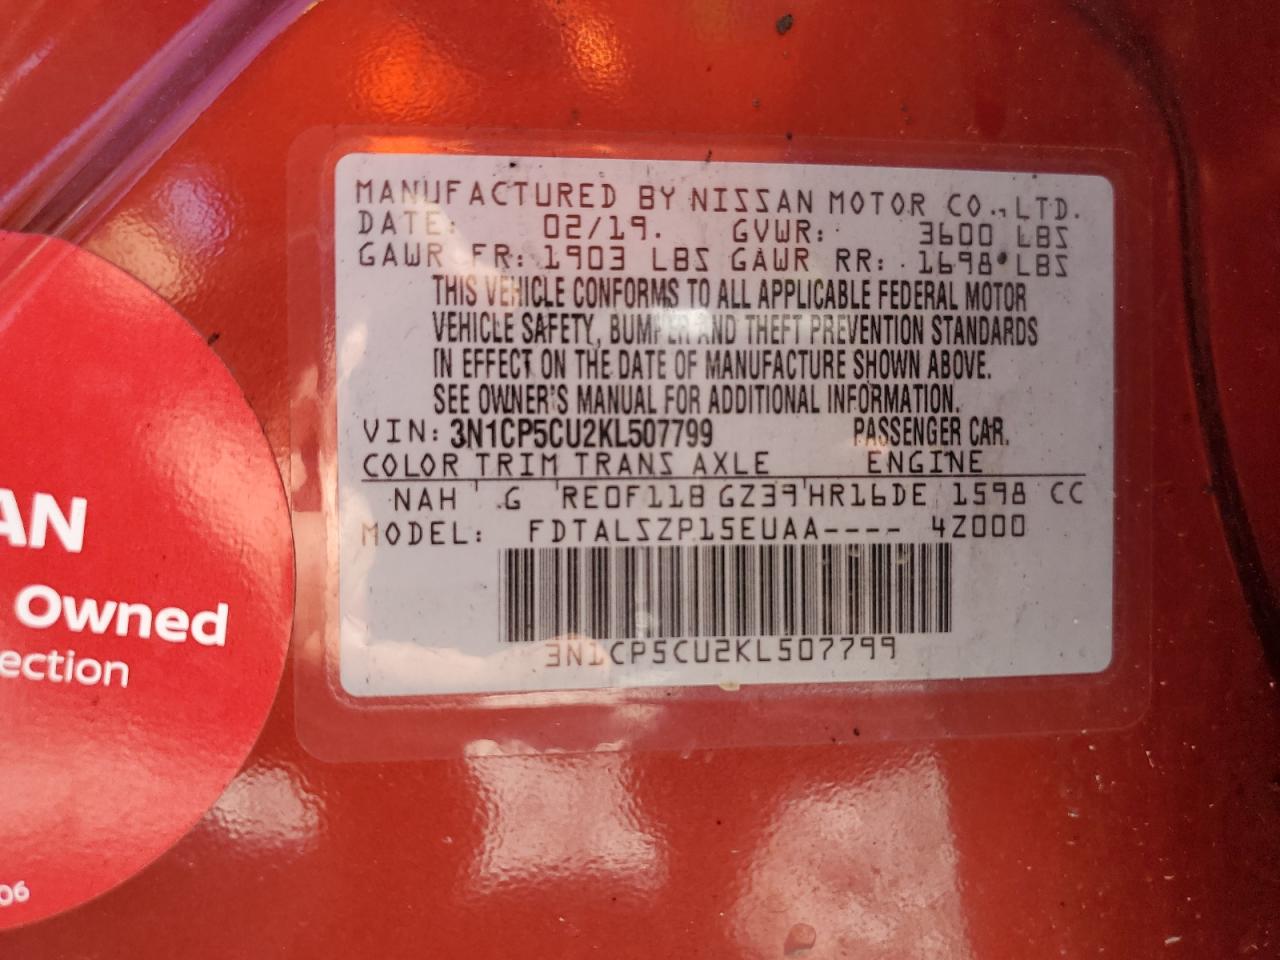 MANUFACTURED BY NISSAN MOTOR CO., LTD.
DATE: 02/19. GVWR: 3600 LBS
GAWR FR: 1903 LBS GAWR RR: 1698 LBS
THIS VEHICLE CONFORMS TO ALL APPLICABLE FEDERAL MOTOR
VEHICLE SAFETY, BUMPER AND THEFT PREVENTION STANDARDS
IN EFFECT ON THE DATE OF MANUFACTURE SHOWN ABOVE.
SEE OWNER'S MANUAL FOR ADDITIONAL INFORMATION.
VIN: 3N1CP5CU2KL507799 PASSENGER CAR.
COLOR TRIM TRANS AXLE ENGINE
NAH G RE0F11B GZ39 HR16DE 1598 CC
MODEL: FDTALSZP15EUAA---- 4Z000
3N1CP5CU2KL507799
AN
Owned
ection
06